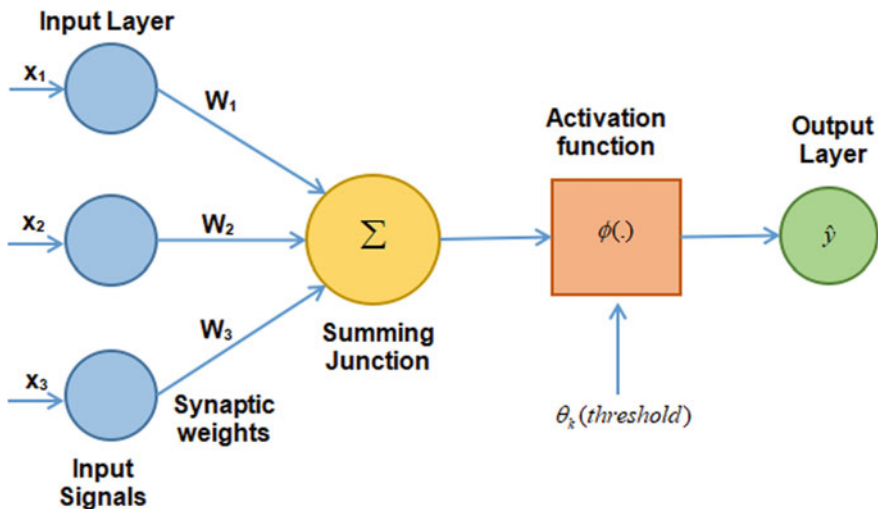 Input Layer
x₁
W₁
Activation
function
Output
Layer
x₂
W₂
Σ
ϕ(.)
ŷ
W₃
Summing
Junction
x₃
Synaptic
weights
θₖ(threshold)
Input
Signals